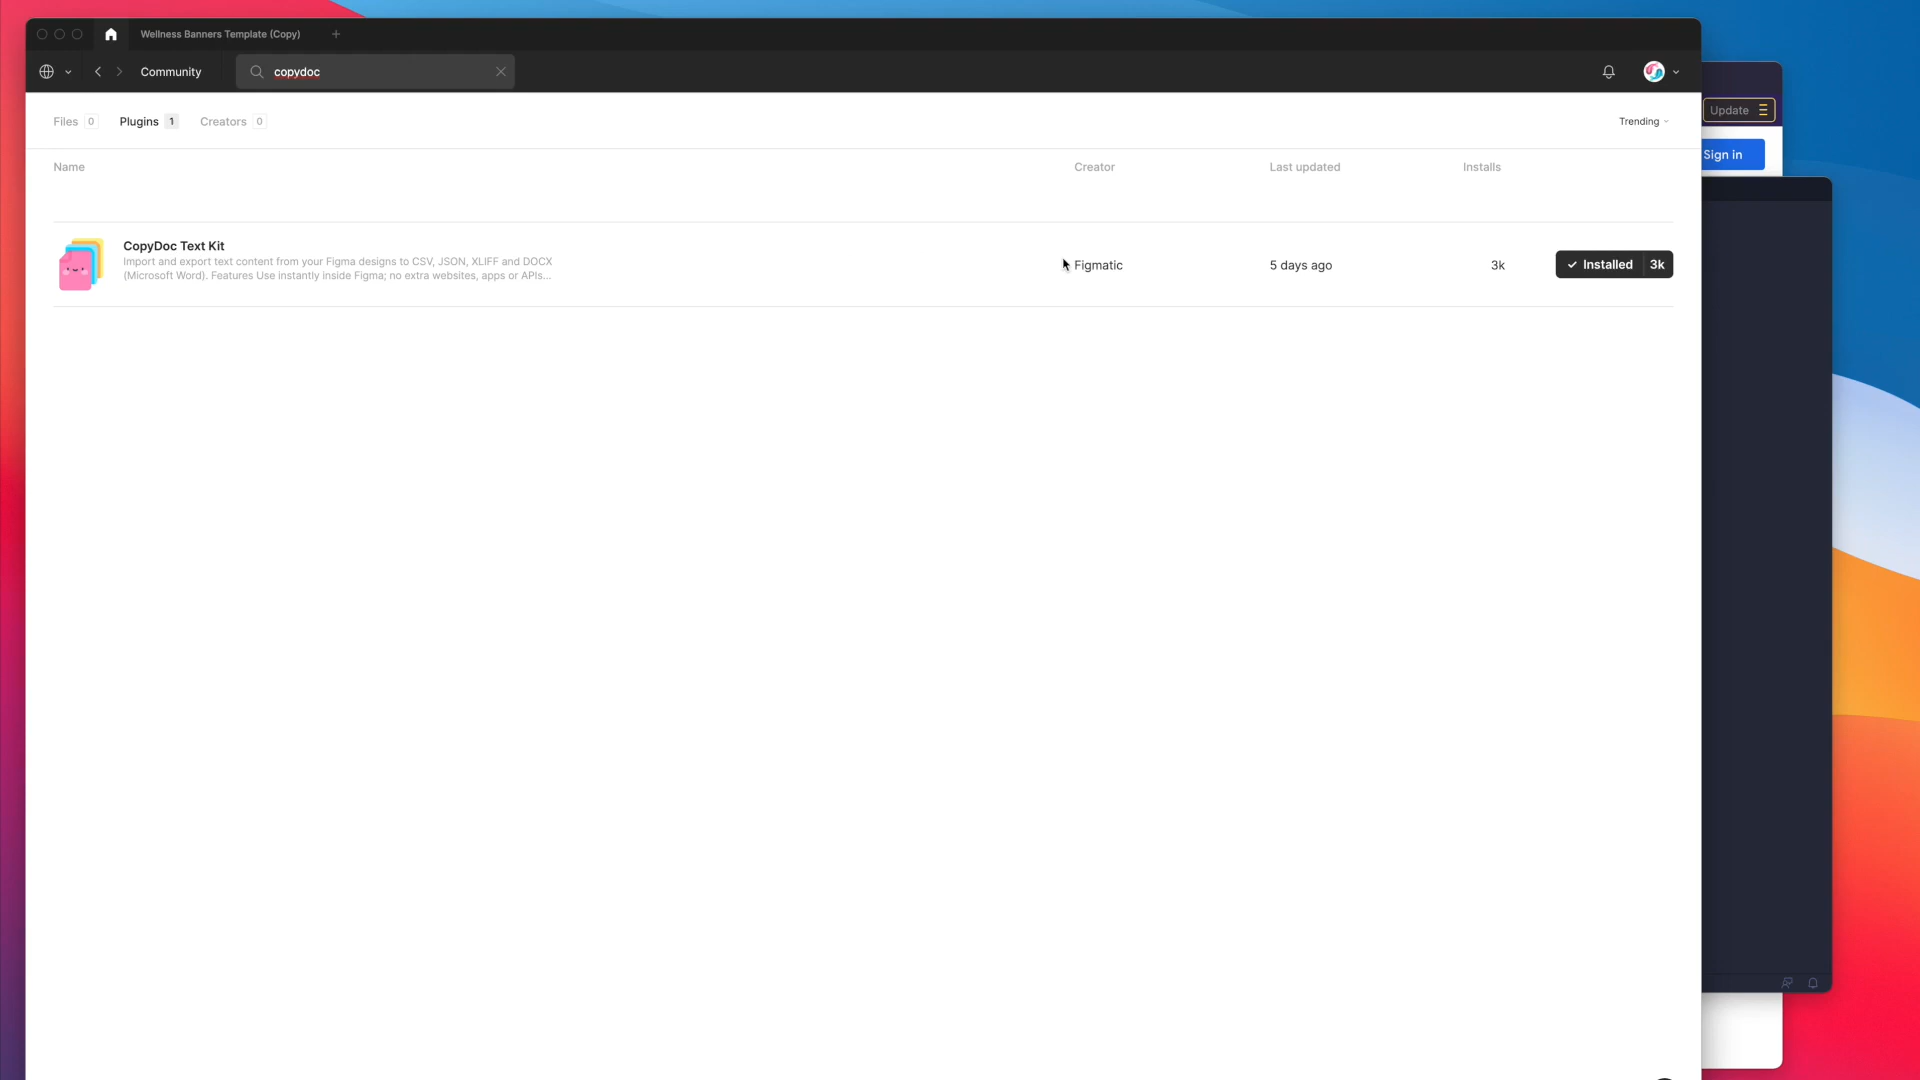 Wellness Banners Template (Copy)
Community
copydoc
Update
Sign in
Files 0
Plugins 1
Creators 0
Trending
Name
Creator
Last updated
Installs
CopyDoc Text Kit
Import and export text content from your Figma designs to CSV, JSON, XLIFF and DOCX
(Microsoft Word). Features Use instantly inside Figma; no extra websites, apps or APIs...
Figmatic
5 days ago
3k
Installed 3k